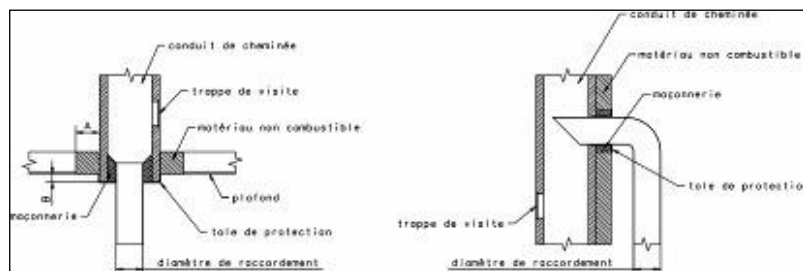 conduit de cheminée
trappe de visite
matériau non combustible
A
B
plafond
maçonnerie
tole de protection
diamètre de raccordement
conduit de cheminée
matériau non combustible
maçonnerie
tole de protection
trappe de visite
diamètre de raccordement